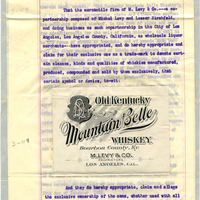 That the mercantile firm of M. Levy & Co.--a co-
partnership composed of Michel Levy and
and doing business as such copartnership in the City of Los
Angeles, Los Angeles County, California, as wholesale liquor
merchants--have appropriated, and do hereby appropriate and
claim for their exclusive use as a trade-mark to denote cer-
tain classes, kinds and qualities of whiskies manufactured,
produced, compounded and sold by them exclusively, that
certain symbol or device, to-wit:
Old Kentucky
Mountain Belle
WHISKEY
Bourbon County, Ky.
M. LEVY & CO.
LOS ANGELES, CAL.
And they do hereby appropriate, claim and allege
the exclusive ownership of the same, whether used with all